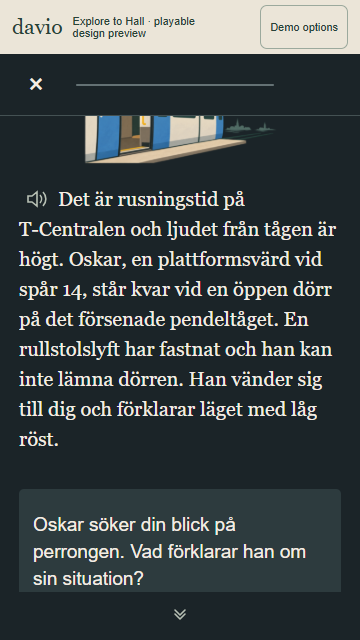 davio
Explore to Hall · playable
design preview
Demo options
Det är rusningstid på
T-Centralen och ljudet från tågen är
högt. Oskar, en plattformsvärd vid
spår 14, står kvar vid en öppen dörr
på det försenade pendeltåget. En
rullstolslyft har fastnat och han kan
inte lämna dörren. Han vänder sig
till dig och förklarar läget med låg
röst.
Oskar söker din blick på
perrongen. Vad förklarar han om
sin situation?